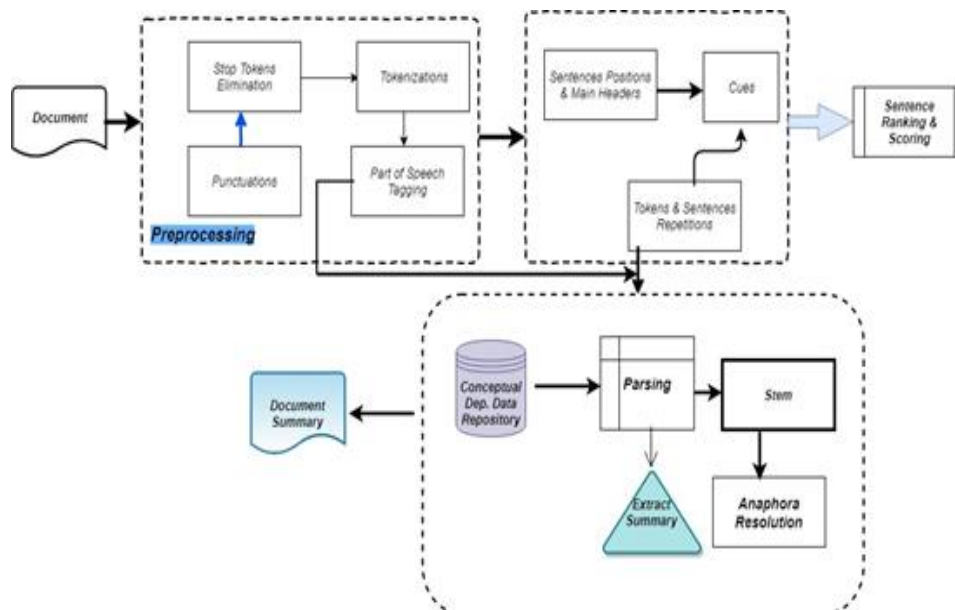 Document
Stop Tokens
Elimination
Tokenizations
Punctuations
Part of Speech
Tagging
Preprocessing
Sentences Positions
& Main Headers
Cues
Tokens & Sentences
Repetitions
Sentence
Ranking &
Scoring
Document
Summary
Conceptual
Dep. Data
Repository
Parsing
Stem
Extract
Summary
Anaphora
Resolution